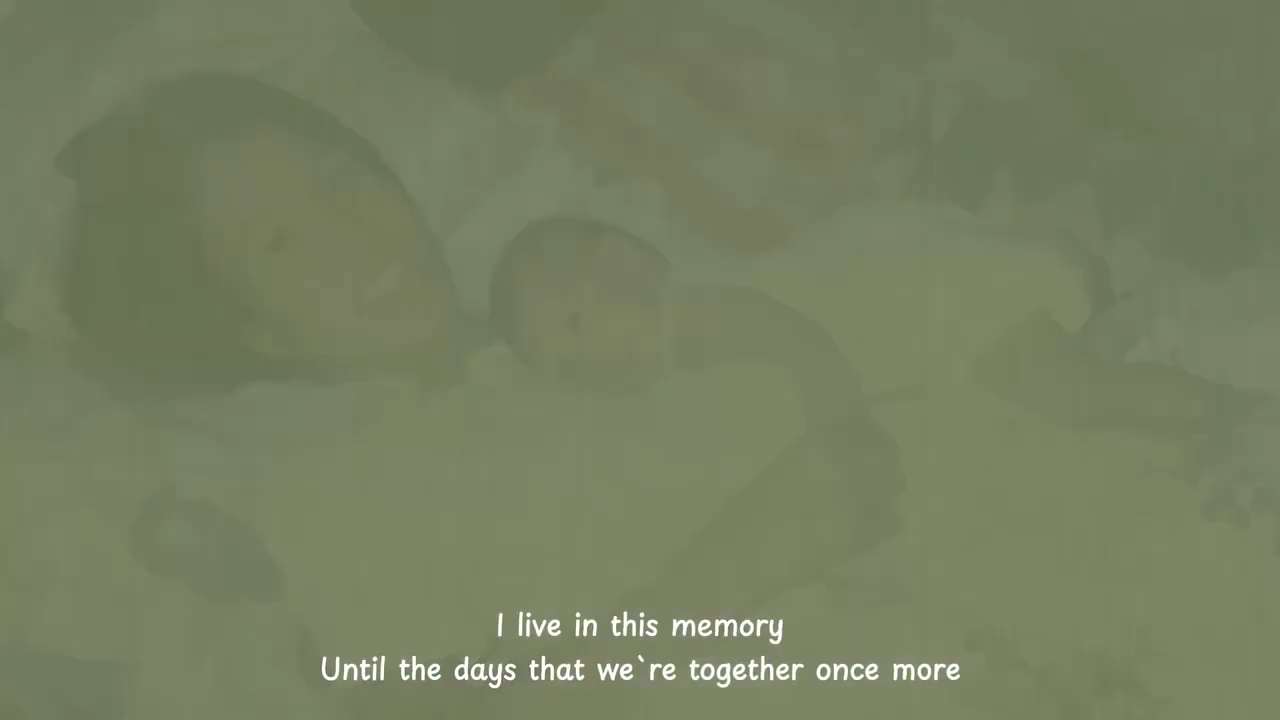 I live in this memory
Until the days that we`re together once more